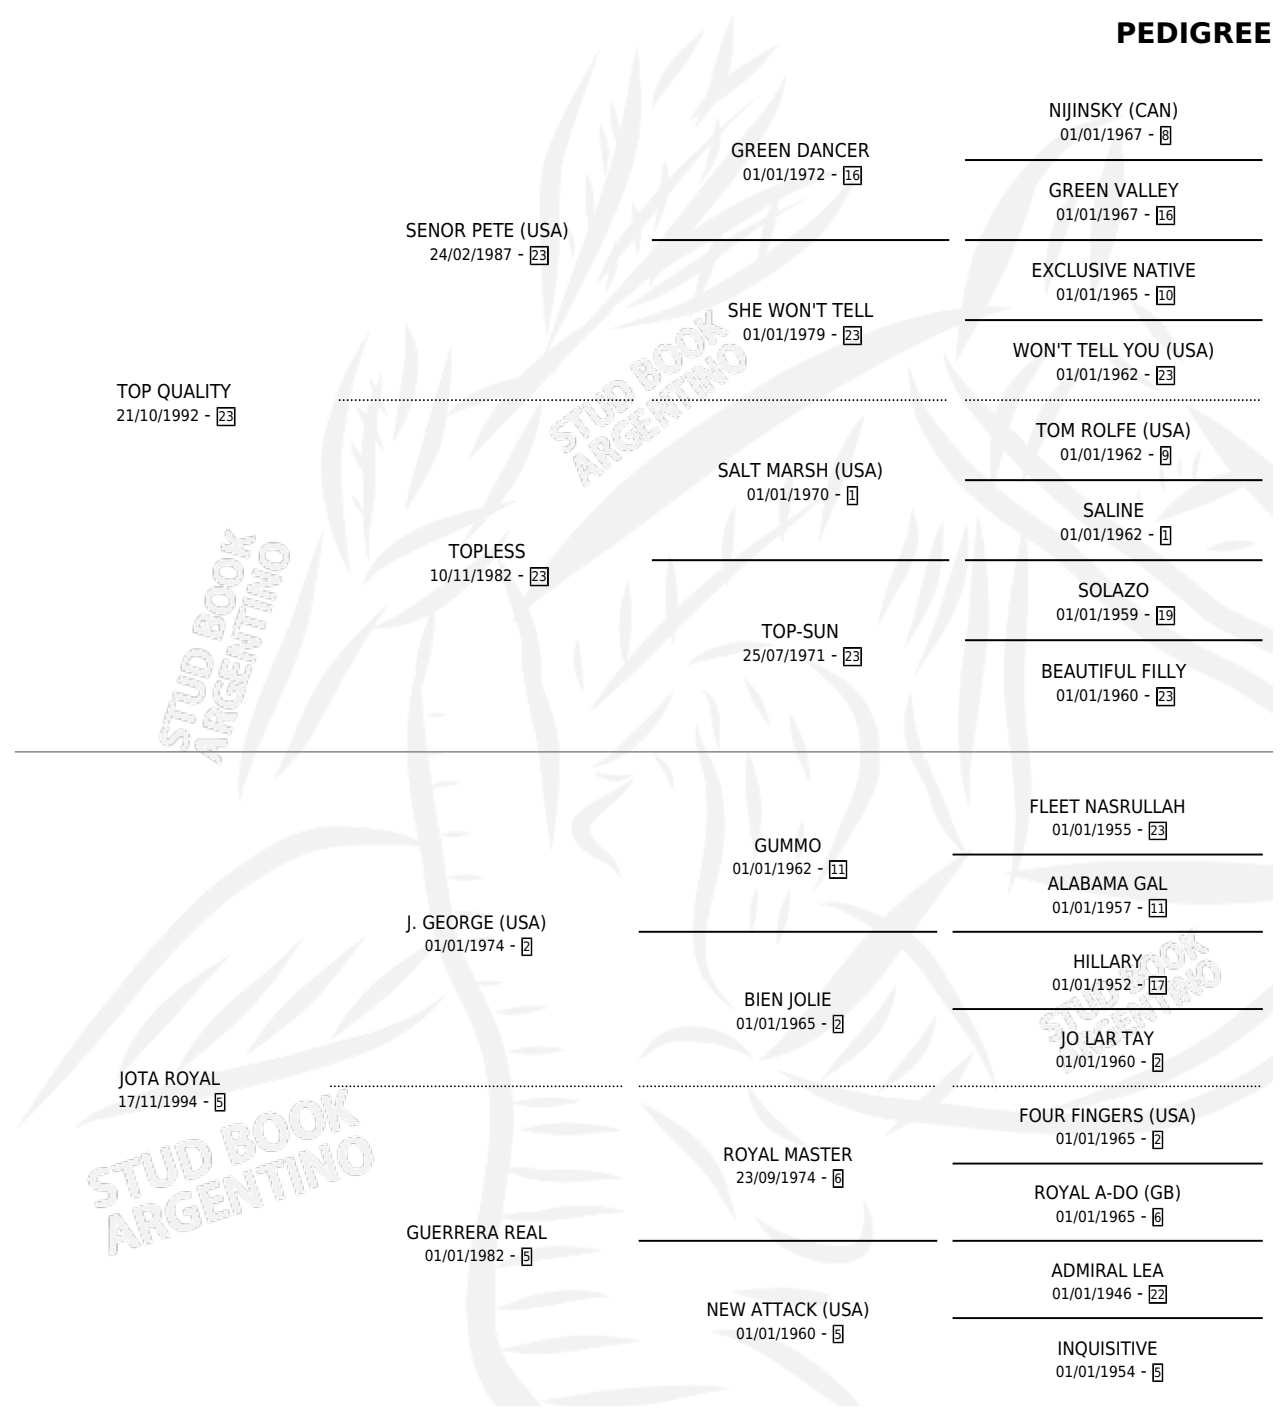 PEDIGREE
NIJINSKY (CAN)
01/01/1967 - 8
GREEN DANCER
01/01/1972 - 16
GREEN VALLEY
01/01/1967 - 16
SENOR PETE (USA)
24/02/1987 - 23
EXCLUSIVE NATIVE
01/01/1965 - 10
SHE WON'T TELL
01/01/1979 - 23
WON'T TELL YOU (USA)
01/01/1962 - 23
TOP QUALITY
21/10/1992 - 23
TOM ROLFE (USA)
01/01/1962 - 9
SALT MARSH (USA)
01/01/1970 - 1
SALINE
01/01/1962 - 1
TOPLESS
10/11/1982 - 23
SOLAZO
01/01/1959 - 19
TOP-SUN
25/07/1971 - 23
BEAUTIFUL FILLY
01/01/1960 - 23
FLEET NASRULLAH
01/01/1955 - 23
GUMMO
01/01/1962 - 11
ALABAMA GAL
01/01/1957 - 11
J. GEORGE (USA)
01/01/1974 - 2
HILLARY
01/01/1952 - 17
BIEN JOLIE
01/01/1965 - 2
JO LAR TAY
01/01/1960 - 2
JOTA ROYAL
17/11/1994 - 5
FOUR FINGERS (USA)
01/01/1965 - 2
ROYAL MASTER
23/09/1974 - 6
ROYAL A-DO (GB)
01/01/1965 - 6
GUERRERA REAL
01/01/1982 - 5
ADMIRAL LEA
01/01/1946 - 22
NEW ATTACK (USA)
01/01/1960 - 5
INQUISITIVE
01/01/1954 - 5
STUD BOOK
ARGENTINO
STUD BOOK
ARGENTINO
STUD BOOK
ARGENTINO
STUD BOOK
ARGENTINO